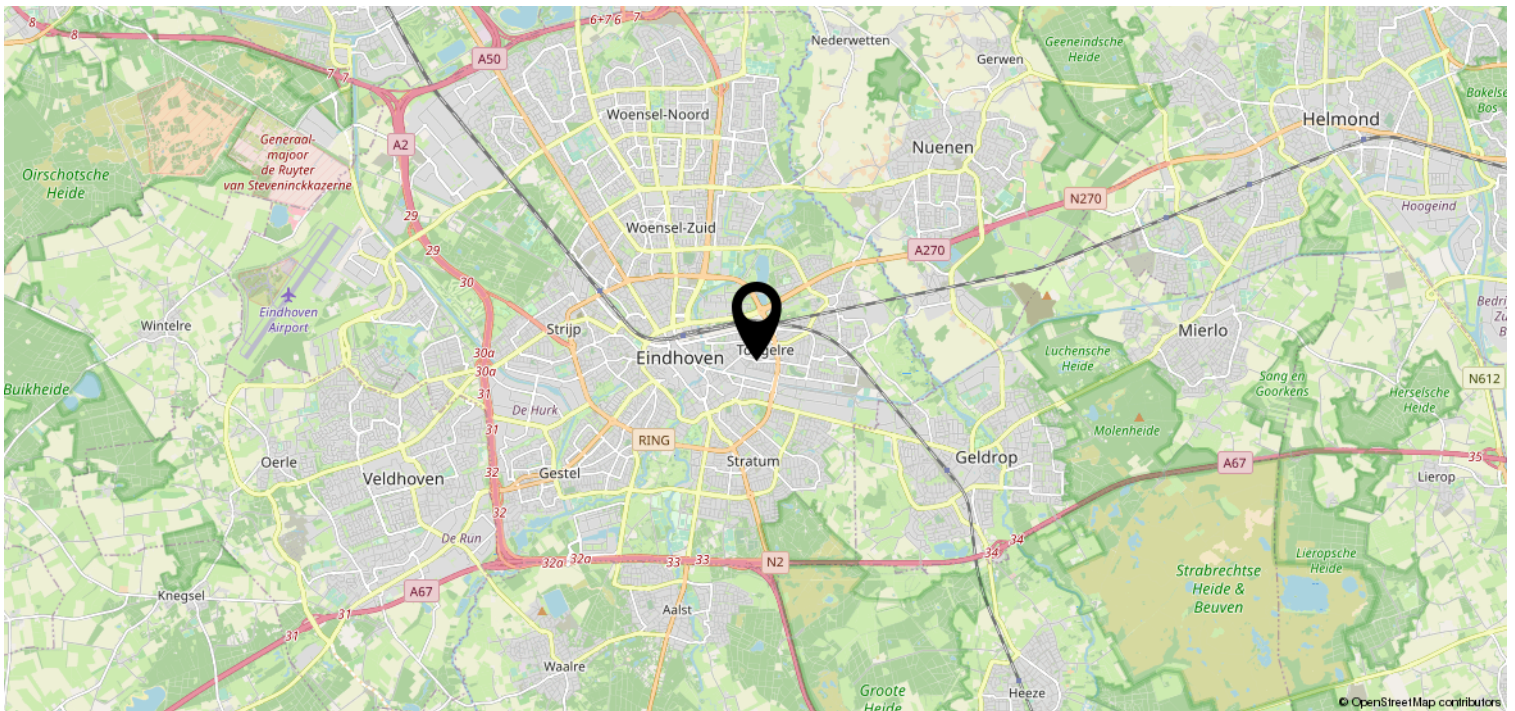 8
8
6+7
6
7
Nederwetten
Geeneindsche
Heide
Gerwen
A50
7
7
Bakelse
Bos
Woensel-Noord
Helmond
Generaal-
majoor
de Ruyter
van Steveninckkazerne
A2
Nuenen
Oirschotsche
Heide
N270
Hoogeind
29
Woensel-Zuid
29
A270
30
Eindhoven
Airport
Wintelre
Strijp
Mierlo
30a
Eindhoven
Luchensche
Heide
30a
N612
Buikheide
31
Sang en
Goorkens
Herselsche
Heide
De Hurk
31
Molenheide
RING
Oerle
Gestel
Stratum
Geldrop
A67
35
32
Veldhoven
Lierop
32
De Run
34
34
32a
32a
33
33
N2
Lieropsche
Heide
Strabrechtse
Heide &
Beuven
Knegsel
A67
31
31
Aalst
Waalre
Groote
Heide
Heeze
© OpenStreetMap contributors